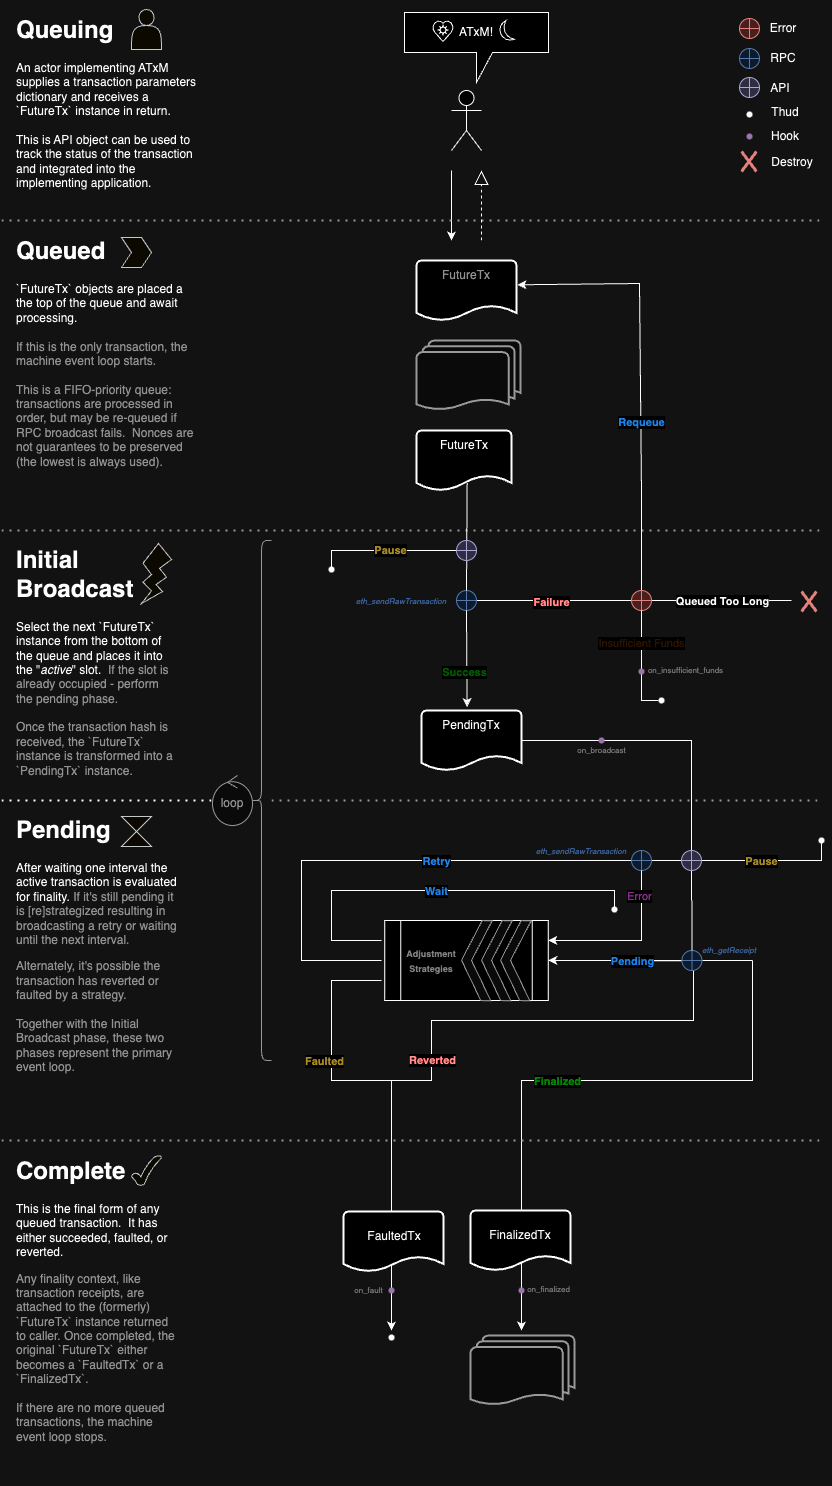 Queuing
An actor implementing ATxM
supplies a transaction parameters
dictionary and receives a
`FutureTx` instance in return.
This is API object can be used to
track the status of the transaction
and integrated into the
implementing application.
ATxM!
Error
RPC
API
Thud
Hook
Destroy
Queued
`FutureTx` objects are placed a
the top of the queue and await
processing.
If this is the only transaction, the
machine event loop starts.
This is a FIFO-priority queue:
transactions are processed in
order, but may be re-queued if
RPC broadcast fails.  Nonces are
not guarantees to be preserved
(the lowest is always used).
FutureTx
Requeue
FutureTx
Initial
Broadcast
Select the next `FutureTx`
instance from the bottom of
the queue and places it into
the "active" slot.  If the slot is
already occupied - perform
the pending phase.
Once the transaction hash is
received, the `FutureTx`
instance is transformed into a
`PendingTx` instance.
Pause
eth_sendRawTransaction
Failure
Queued Too Long
Insufficient Funds
on_insufficient_funds
Success
PendingTx
on_broadcast
loop
Pending
After waiting one interval the
active transaction is evaluated
for finality. If it's still pending it
is [re]strategized resulting in
broadcasting a retry or waiting
until the next interval.
Alternately, it's possible the
transaction has reverted or
faulted by a strategy.
Together with the Initial
Broadcast phase, these two
phases represent the primary
event loop.
eth_sendRawTransaction
Retry
Pause
Wait
Error
Adjustment
Strategies
eth_getReceipt
Pending
Faulted
Reverted
Finalized
Complete
This is the final form of any
queued transaction.  It has
either succeeded, faulted, or
reverted.
Any finality context, like
transaction receipts, are
attached to the (formerly)
`FutureTx` instance returned
to caller. Once completed, the
original `FutureTx` either
becomes a `FaultedTx` or a
`FinalizedTx`.
If there are no more queued
transactions, the machine
event loop stops.
FaultedTx
FinalizedTx
on_fault
on_finalized